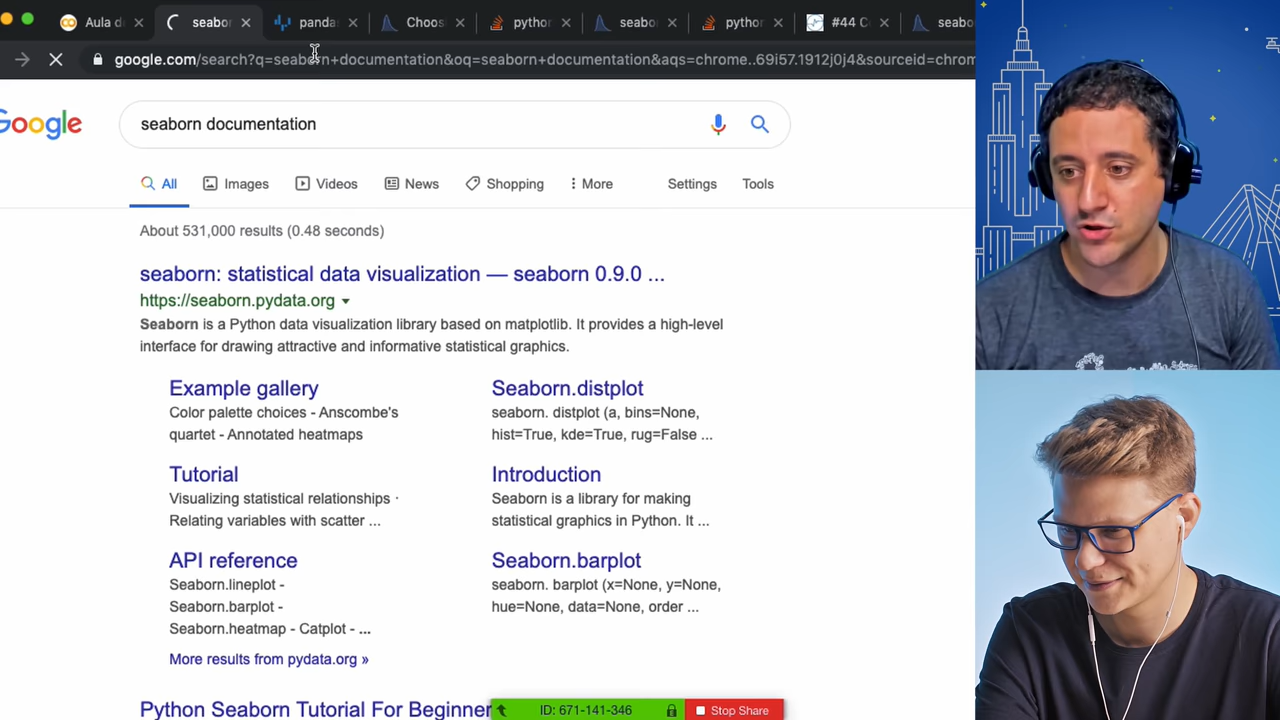 Aula d
seabor
panda
Choos
python
seabo
python
#44 C
seabo
google.com/search?q=seaborn+documentation&oq=seaborn+documentation&aqs=chrome..69i57.1912j0j4&sourceid=chrom
Google
seaborn documentation
All
Images
Videos
News
Shopping
More
Settings
Tools
About 531,000 results (0.48 seconds)
seaborn: statistical data visualization — seaborn 0.9.0 ...
https://seaborn.pydata.org
Seaborn is a Python data visualization library based on matplotlib. It provides a high-level
interface for drawing attractive and informative statistical graphics.
Example gallery
Color palette choices - Anscombe's
quartet - Annotated heatmaps
Seaborn.distplot
seaborn. distplot (a, bins=None,
hist=True, kde=True, rug=False ...
Tutorial
Visualizing statistical relationships ·
Relating variables with scatter ...
Introduction
Seaborn is a library for making
statistical graphics in Python. It ...
API reference
Seaborn.lineplot -
Seaborn.barplot -
Seaborn.heatmap - Catplot - ...
Seaborn.barplot
seaborn. barplot (x=None, y=None,
hue=None, data=None, order ...
More results from pydata.org »
Python Seaborn Tutorial For Beginner
ID: 671-141-346
Stop Share